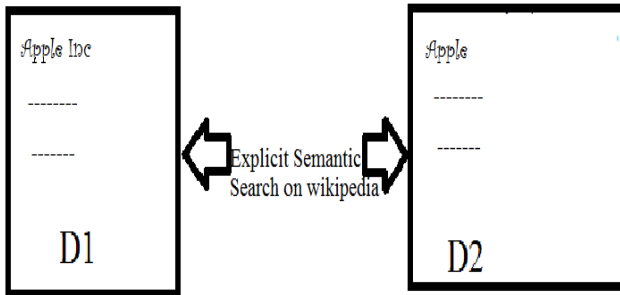 Apple Inc
--------
-------
D1
Explicit Semantic
Search on wikipedia
Apple
--------
-------
D2